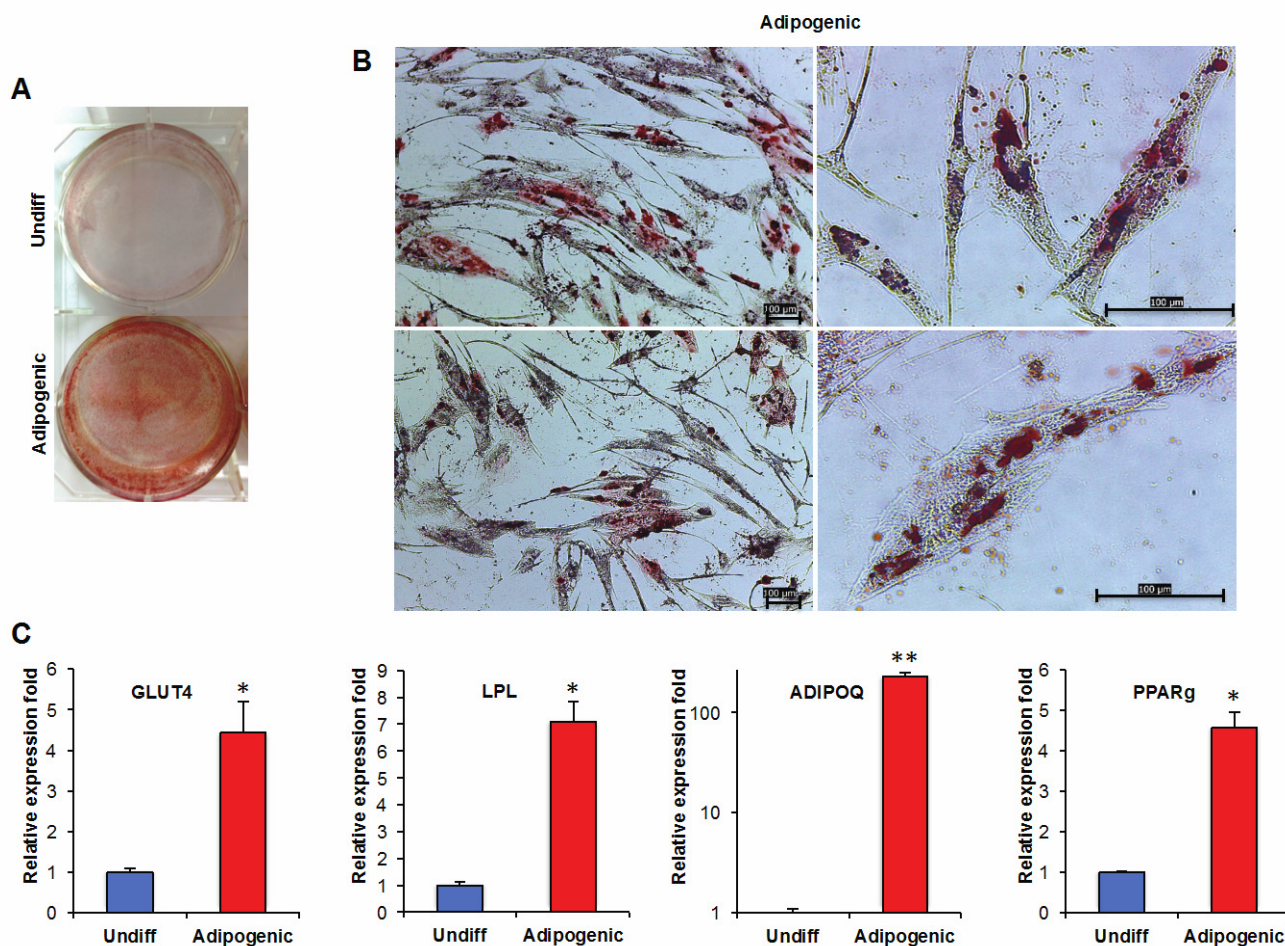 Adipogenic
A
B
Undiff
Adipogenic
100 µm
100 µm
100 µm
100 µm
C
Relative expression fold
6
5
4
3
2
1
0
GLUT4
*
Undiff
Adipogenic
Relative expression fold
9
8
7
6
5
4
3
2
1
0
LPL
*
Undiff
Adipogenic
Relative expression fold
100
10
1
ADIPOQ
**
Undiff
Adipogenic
Relative expression fold
6
5
4
3
2
1
0
PPARg
*
Undiff
Adipogenic